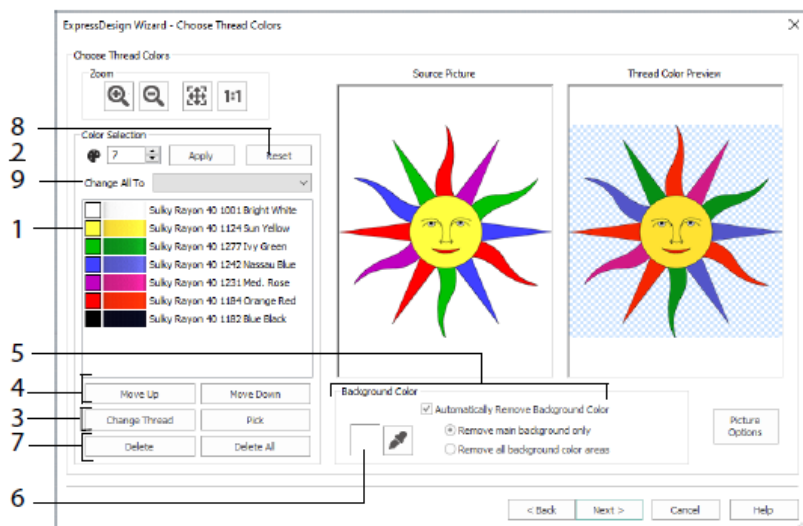 ExpressDesign Wizard - Choose Thread Colors
Choose Thread Colors
Zoom
1:1
Source Picture
Thread Color Preview
8
Color Selection
2
7
Apply
Reset
9
Change All To
Sulky Rayon 40 1001 Bright White
1
Sulky Rayon 40 1124 Sun Yellow
Sulky Rayon 40 1277 Ivy Green
Sulky Rayon 40 1242 Nassau Blue
Sulky Rayon 40 1231 Med. Rose
Sulky Rayon 40 1184 Orange Red
Sulky Rayon 40 1182 Blue Black
5
4
Move Up
Move Down
Background Color
Automatically Remove Background Color
3
Change Thread
Pick
Remove main background only
Picture Options
7
Delete
Delete All
Remove all background color areas
6
< Back
Next >
Cancel
Help